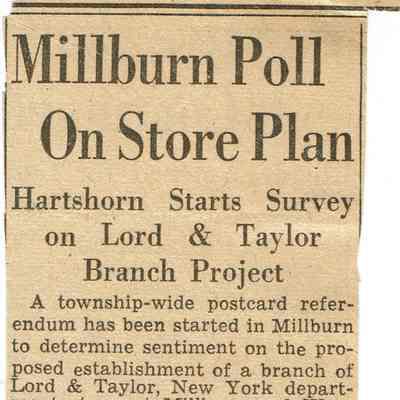 Millburn Poll
On Store Plan
Hartshorn Starts Survey
on Lord & Taylor
Branch Project
A township-wide postcard refer-
endum has been started in Millburn
to determine sentiment on the pro-
posed establishment of a branch of
Lord & Taylor, New York depart-